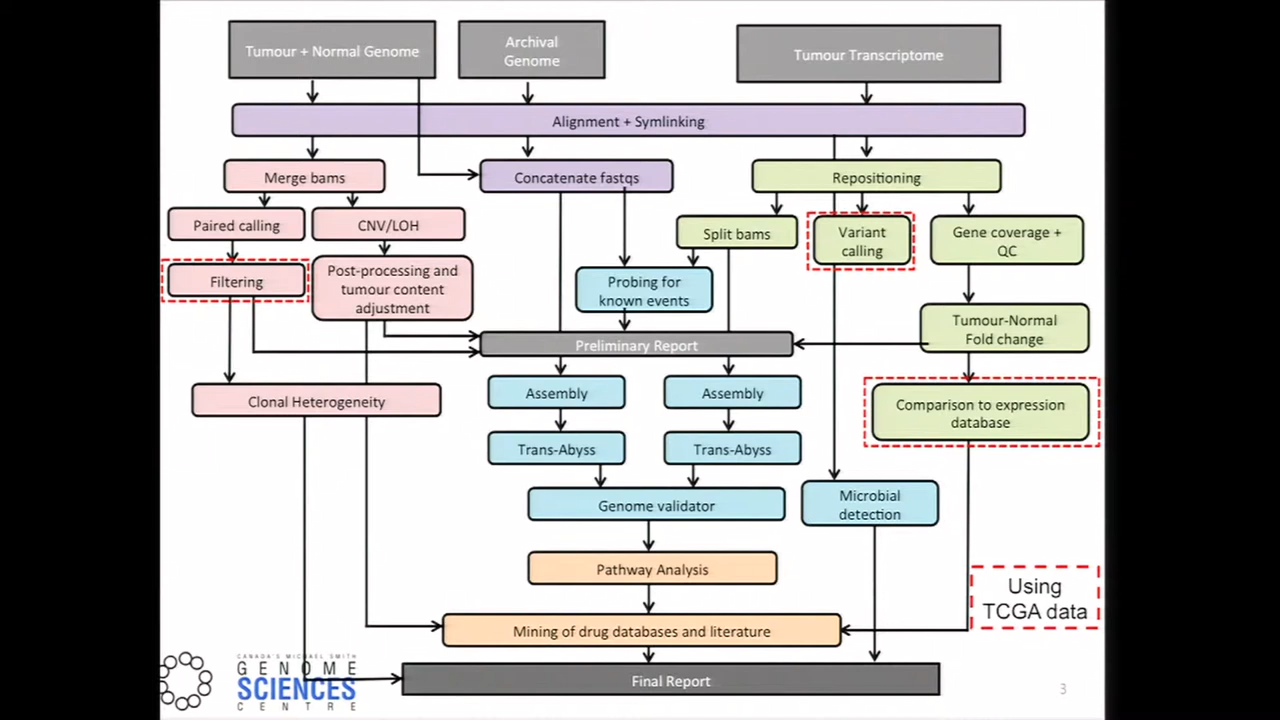 Tumour + Normal Genome
Archival
Genome
Tumour Transcriptome
Alignment + Symlinking
Merge bams
Concatenate fastqs
Repositioning
Paired calling
CNV/LOH
Split bams
Variant
calling
Gene coverage +
QC
Filtering
Post-processing and
tumour content
adjustment
Probing for
known events
Tumour-Normal
Fold change
Preliminary Report
Clonal Heterogeneity
Assembly
Assembly
Comparison to expression
database
Trans-Abyss
Trans-Abyss
Genome validator
Microbial
detection
Pathway Analysis
Using
TCGA data
Mining of drug databases and literature
CANADA'S MICHAEL SMITH
GENOME
SCIENCES
CENTRE
Final Report
3